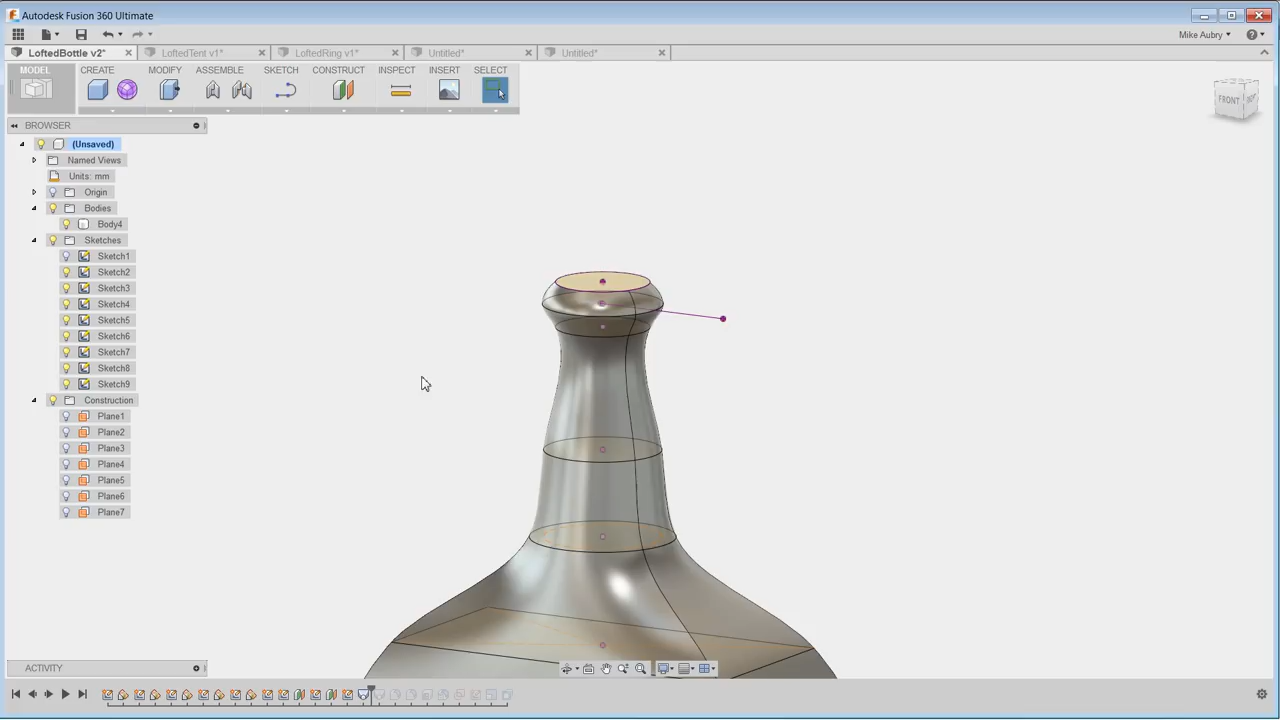 Autodesk Fusion 360 Ultimate
Mike Aubry
LoftedBottle v2*
LoftedTent v1*
LoftedRing v1*
Untitled*
Untitled*
MODEL
CREATE
MODIFY
ASSEMBLE
SKETCH
CONSTRUCT
INSPECT
INSERT
SELECT
FRONT
BROWSER
(Unsaved)
Named Views
Units: mm
Origin
Bodies
Body4
Sketches
Sketch1
Sketch2
Sketch3
Sketch4
Sketch5
Sketch6
Sketch7
Sketch8
Sketch9
Construction
Plane1
Plane2
Plane3
Plane4
Plane5
Plane6
Plane7
ACTIVITY